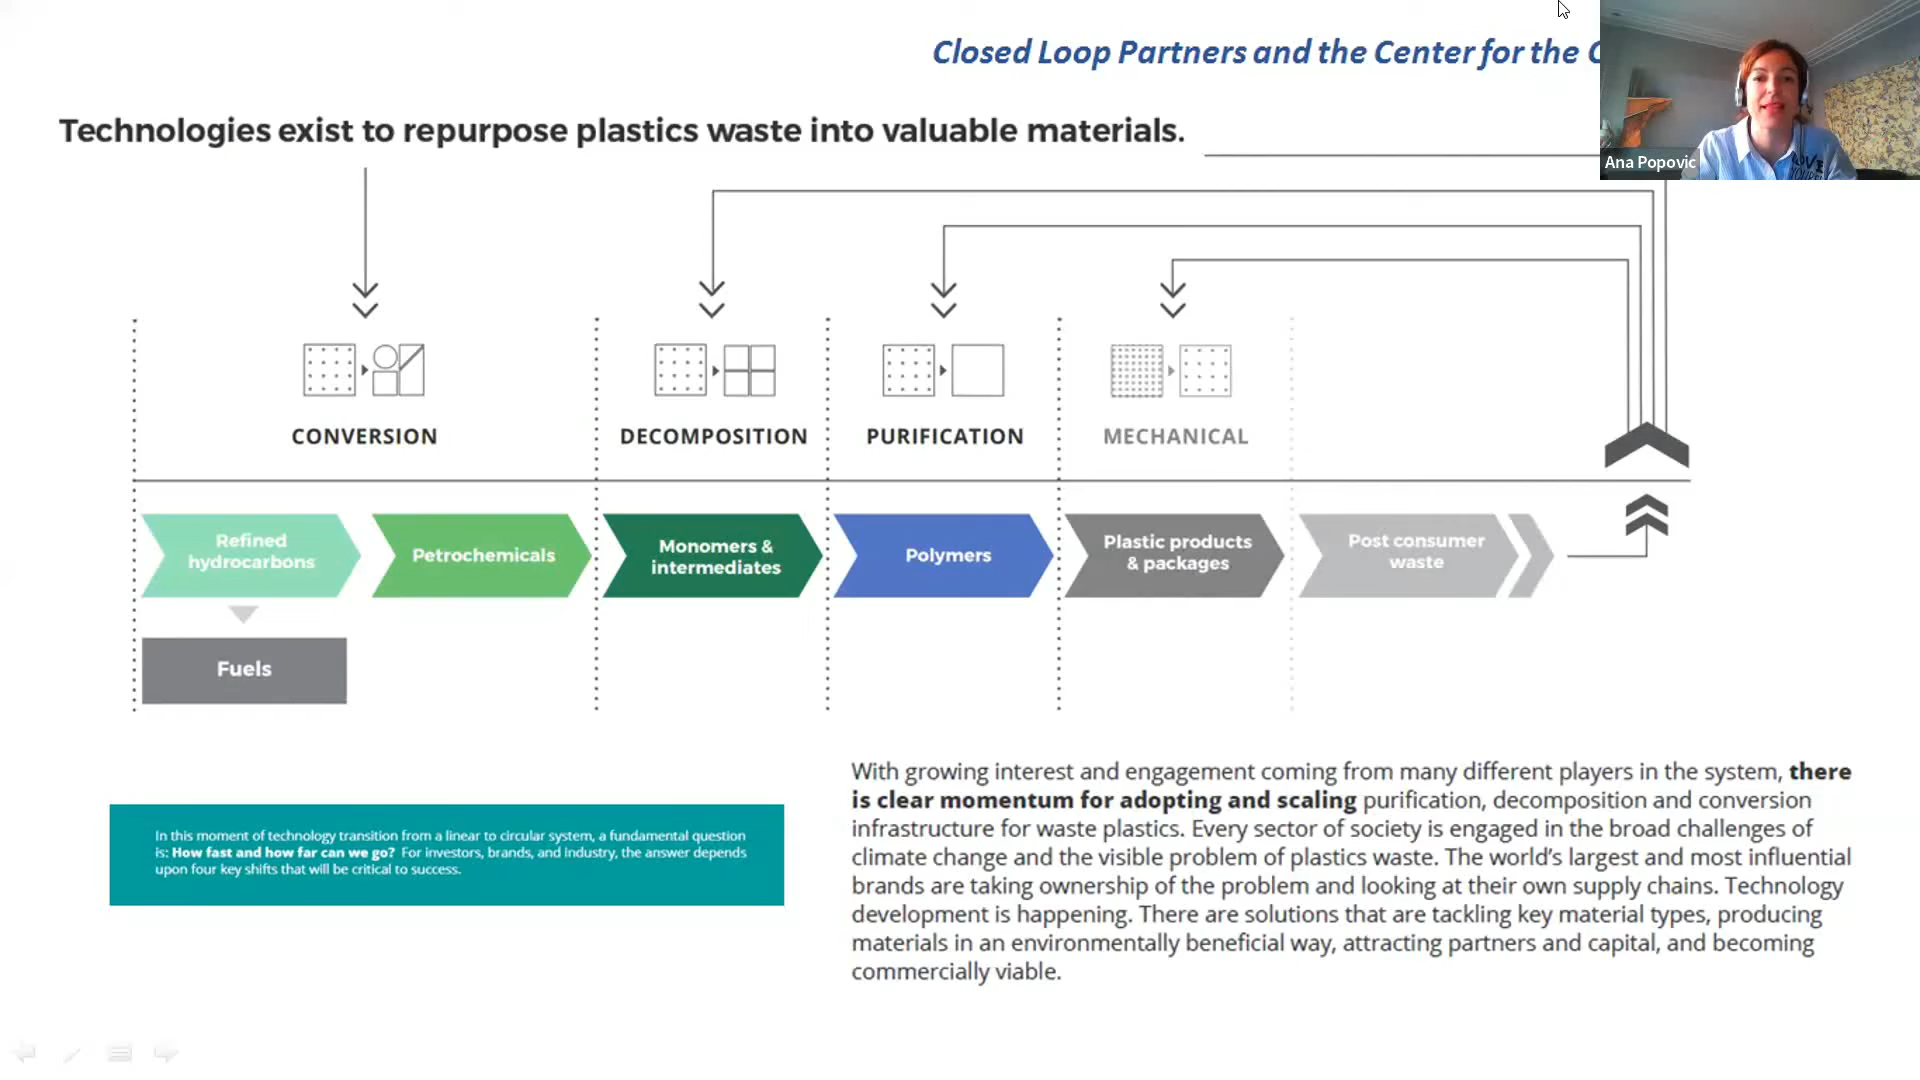 Closed Loop Partners and the Center for the C
Technologies exist to repurpose plastics waste into valuable materials.
Ana Popovic
CONVERSION
DECOMPOSITION
PURIFICATION
MECHANICAL
Refined
hydrocarbons
Petrochemicals
Monomers &
intermediates
Polymers
Plastic products
& packages
Post consumer
waste
Fuels
In this moment of technology transition from a linear to circular system, a fundamental question
is: How fast and how far can we go? For investors, brands, and industry, the answer depends
upon four key shifts that will be critical to success.
With growing interest and engagement coming from many different players in the system, there
is clear momentum for adopting and scaling purification, decomposition and conversion
infrastructure for waste plastics. Every sector of society is engaged in the broad challenges of
climate change and the visible problem of plastics waste. The world's largest and most influential
brands are taking ownership of the problem and looking at their own supply chains. Technology
development is happening. There are solutions that are tackling key material types, producing
materials in an environmentally beneficial way, attracting partners and capital, and becoming
commercially viable.